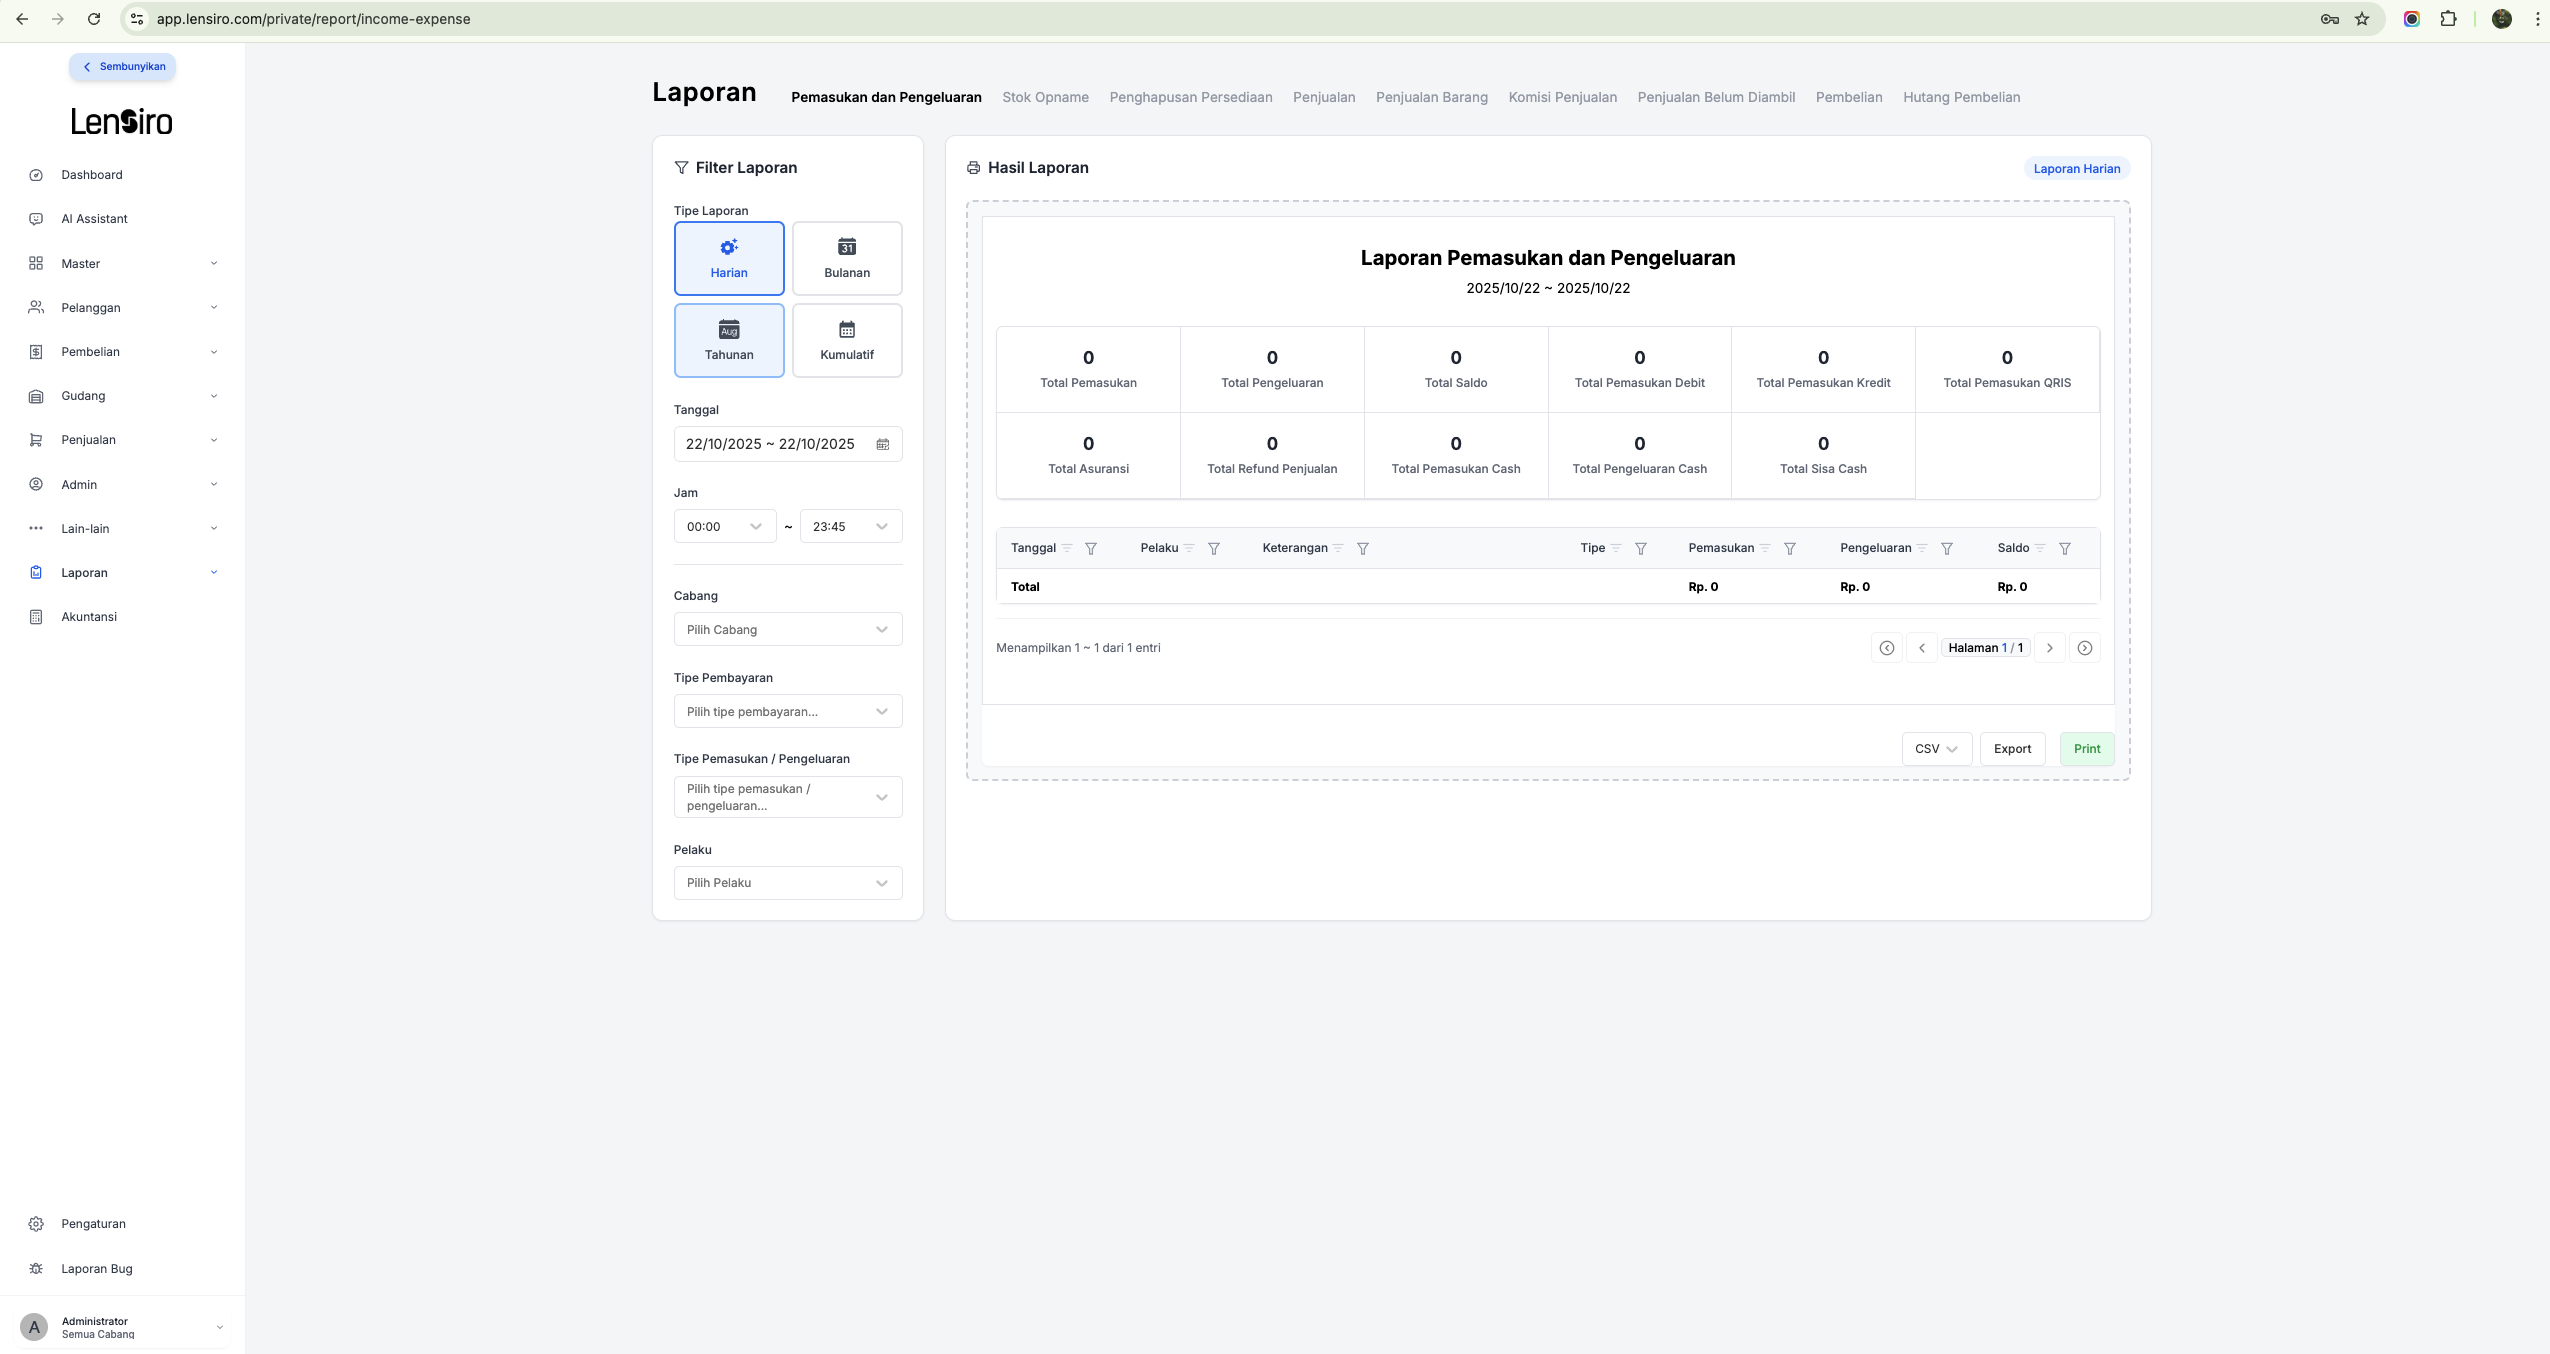 app.lensiro.com/private/report/income-expense
Sembunyikan
Lensiro
Dashboard
AI Assistant
Master
Pelanggan
Pembelian
Gudang
Penjualan
Admin
Lain-lain
Laporan
Akuntansi
Pengaturan
Laporan Bug
A
Administrator
Semua Cabang
Laporan
Pemasukan dan Pengeluaran
Stok Opname
Penghapusan Persediaan
Penjualan
Penjualan Barang
Komisi Penjualan
Penjualan Belum Diambil
Pembelian
Hutang Pembelian
Filter Laporan
Tipe Laporan
Harian
31
Bulanan
Aug
Tahunan
Kumulatif
Tanggal
22/10/2025 ~ 22/10/2025
Jam
00:00 ~ 23:45
Cabang
Pilih Cabang
Tipe Pembayaran
Pilih tipe pembayaran...
Tipe Pemasukan / Pengeluaran
Pilih tipe pemasukan /
pengeluaran...
Pelaku
Pilih Pelaku
Hasil Laporan
Laporan Harian
Laporan Pemasukan dan Pengeluaran
2025/10/22 ~ 2025/10/22
0
Total Pemasukan
0
Total Pengeluaran
0
Total Saldo
0
Total Pemasukan Debit
0
Total Pemasukan Kredit
0
Total Pemasukan QRIS
0
Total Asuransi
0
Total Refund Penjualan
0
Total Pemasukan Cash
0
Total Pengeluaran Cash
0
Total Sisa Cash
Tanggal Pelaku Keterangan Tipe Pemasukan Pengeluaran Saldo
Total Rp. 0 Rp. 0 Rp. 0
Menampilkan 1 ~ 1 dari 1 entri
Halaman 1 / 1
CSV
Export
Print